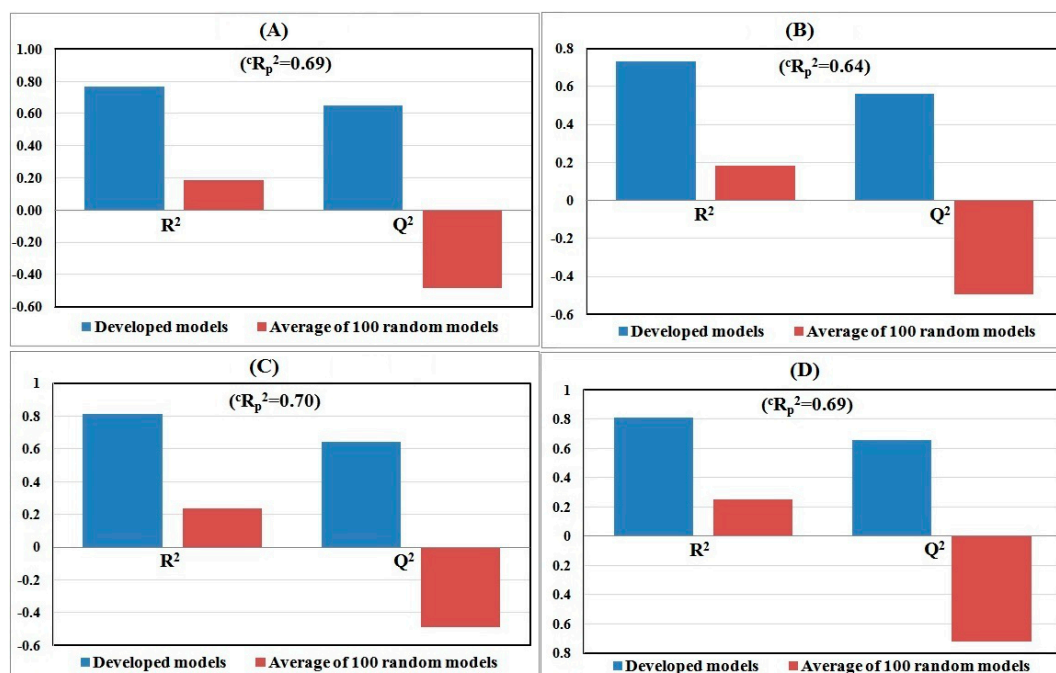 (A)
(ᶜRₚ²=0.69)
1.00
0.80
0.60
0.40
0.20
0.00
-0.20
-0.40
-0.60
R² Q²
Developed models Average of 100 random models
(B)
(ᶜRₚ²=0.64)
0.8
0.6
0.4
0.2
0
-0.2
-0.4
-0.6
R² Q²
Developed models Average of 100 random models
(C)
(ᶜRₚ²=0.70)
1
0.8
0.6
0.4
0.2
0
-0.2
-0.4
-0.6
R² Q²
Developed models Average of 100 random models
(D)
(ᶜRₚ²=0.69)
1
0.8
0.6
0.4
0.2
0
0.2
0.4
0.6
0.8
R² Q²
Developed models Average of 100 random models